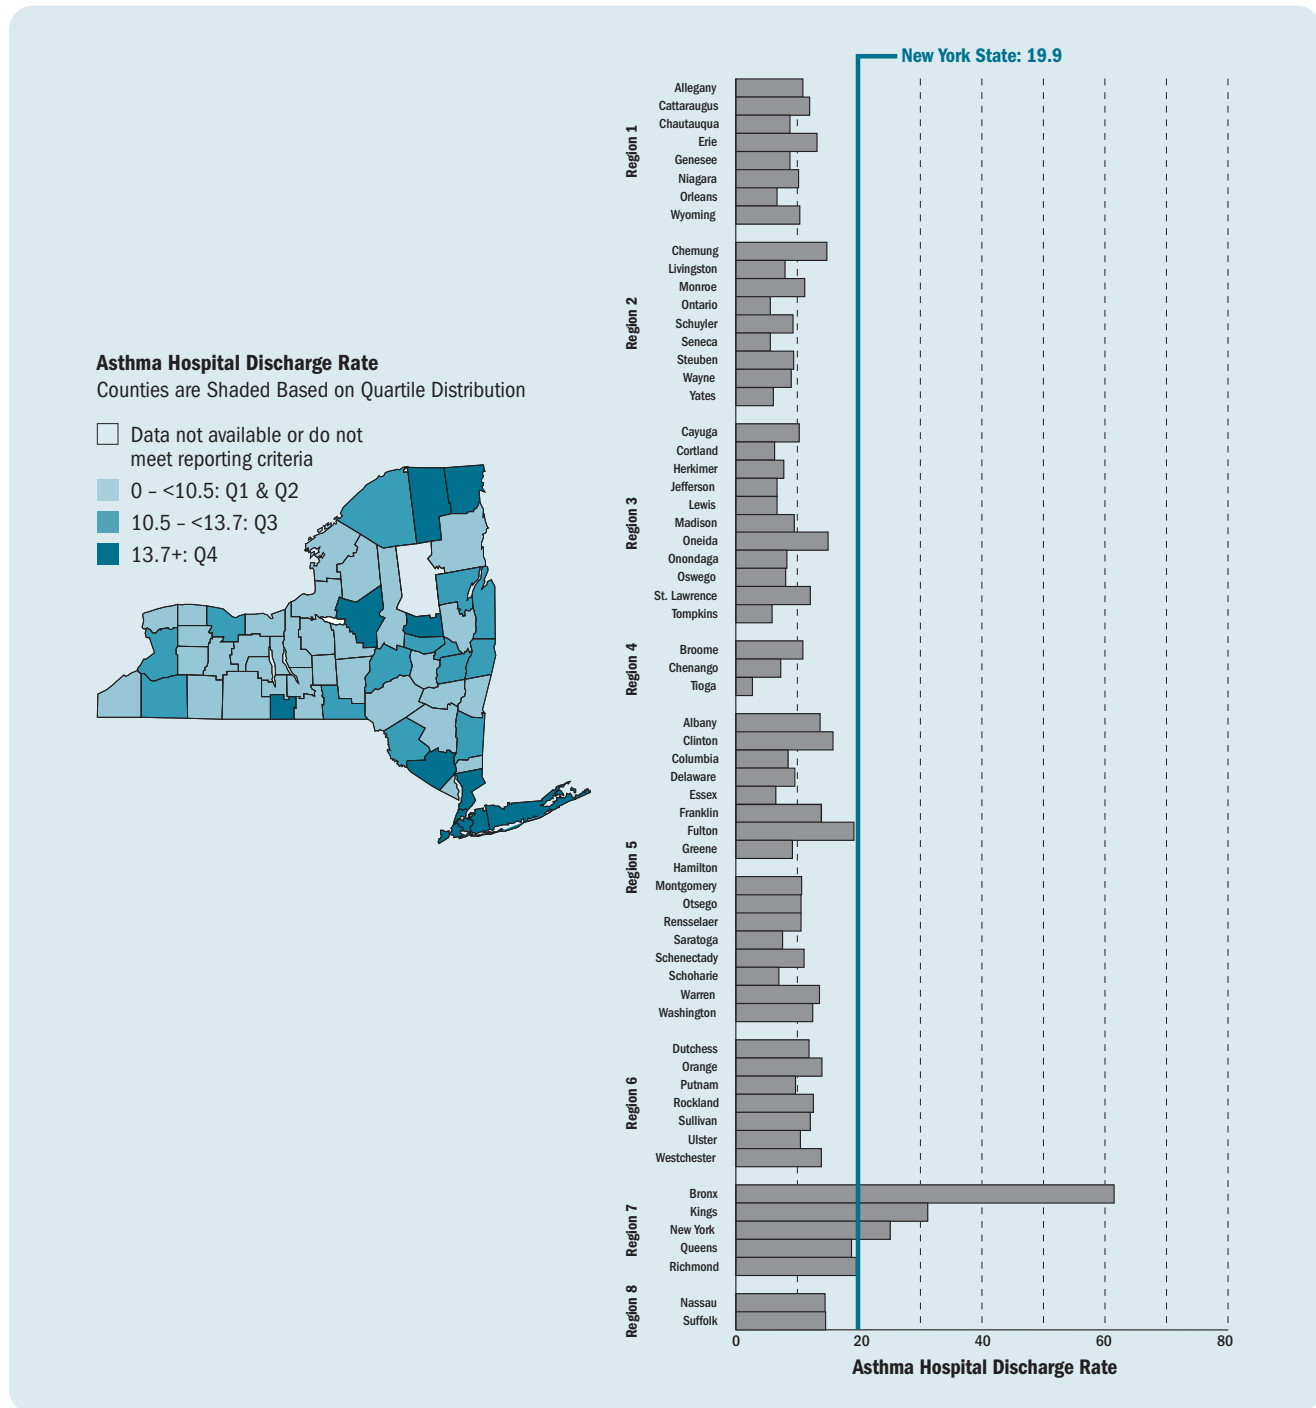 New York State: 19.9
Asthma Hospital Discharge Rate
Counties are Shaded Based on Quartile Distribution
Data not available or do not
meet reporting criteria
0 – <10.5: Q1 & Q2
10.5 – <13.7: Q3
13.7+: Q4
Region 1
Allegany
Cattaraugus
Chautauqua
Erie
Genesee
Niagara
Orleans
Wyoming
Region 2
Chemung
Livingston
Monroe
Ontario
Schuyler
Seneca
Steuben
Wayne
Yates
Region 3
Cayuga
Cortland
Herkimer
Jefferson
Lewis
Madison
Oneida
Onondaga
Oswego
St. Lawrence
Tompkins
Region 4
Broome
Chenango
Tioga
Region 5
Albany
Clinton
Columbia
Delaware
Essex
Franklin
Fulton
Greene
Hamilton
Montgomery
Otsego
Rensselaer
Saratoga
Schenectady
Schoharie
Warren
Washington
Region 6
Dutchess
Orange
Putnam
Rockland
Sullivan
Ulster
Westchester
Region 7
Bronx
Kings
New York
Queens
Richmond
Region 8
Nassau
Suffolk
0 20 40 60 80
Asthma Hospital Discharge Rate